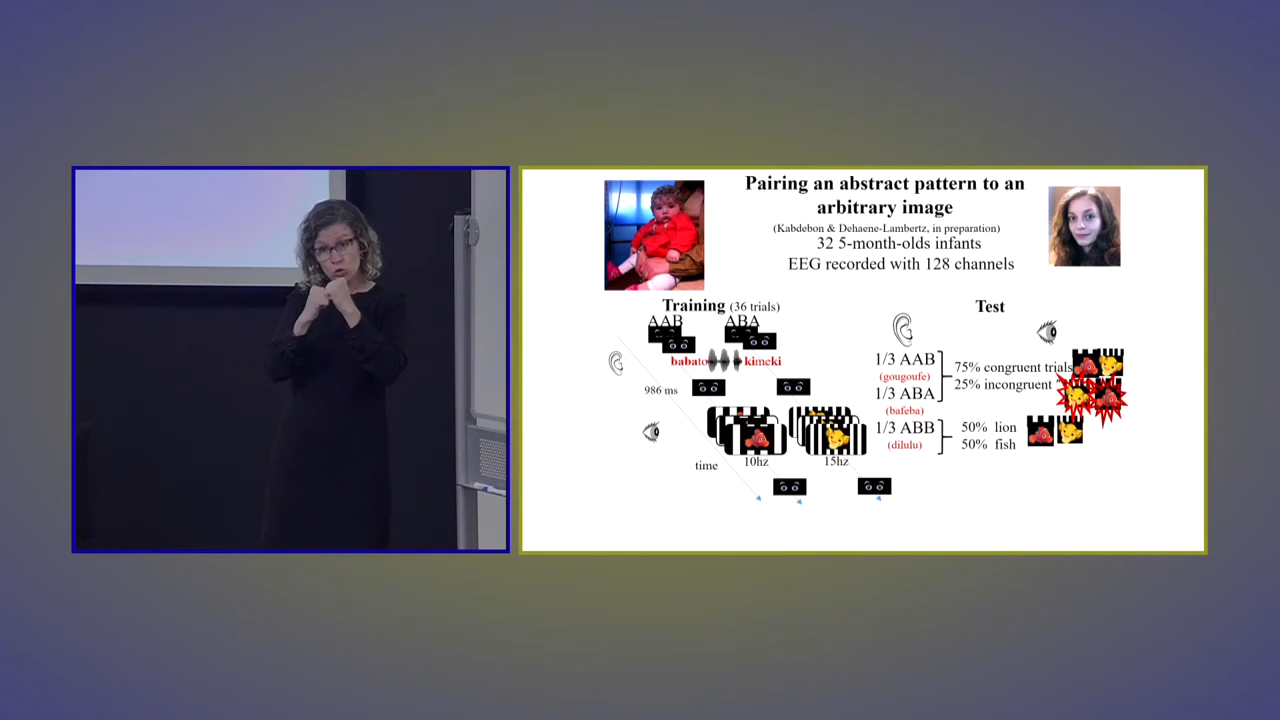 Pairing an abstract pattern to an
arbitrary image
(Kabdebon & Dehaene-Lambertz, in preparation)
32 5-month-olds infants
EEG recorded with 128 channels
Training (36 trials)
AAB ABA
babato kimeki
986 ms
10hz 15hz
time
Test
1/3 AAB
(gougoufe)
1/3 ABA
(bafeba)
1/3 ABB
(dilulu)
75% congruent trials
25% incongruent "
50% lion
50% fish